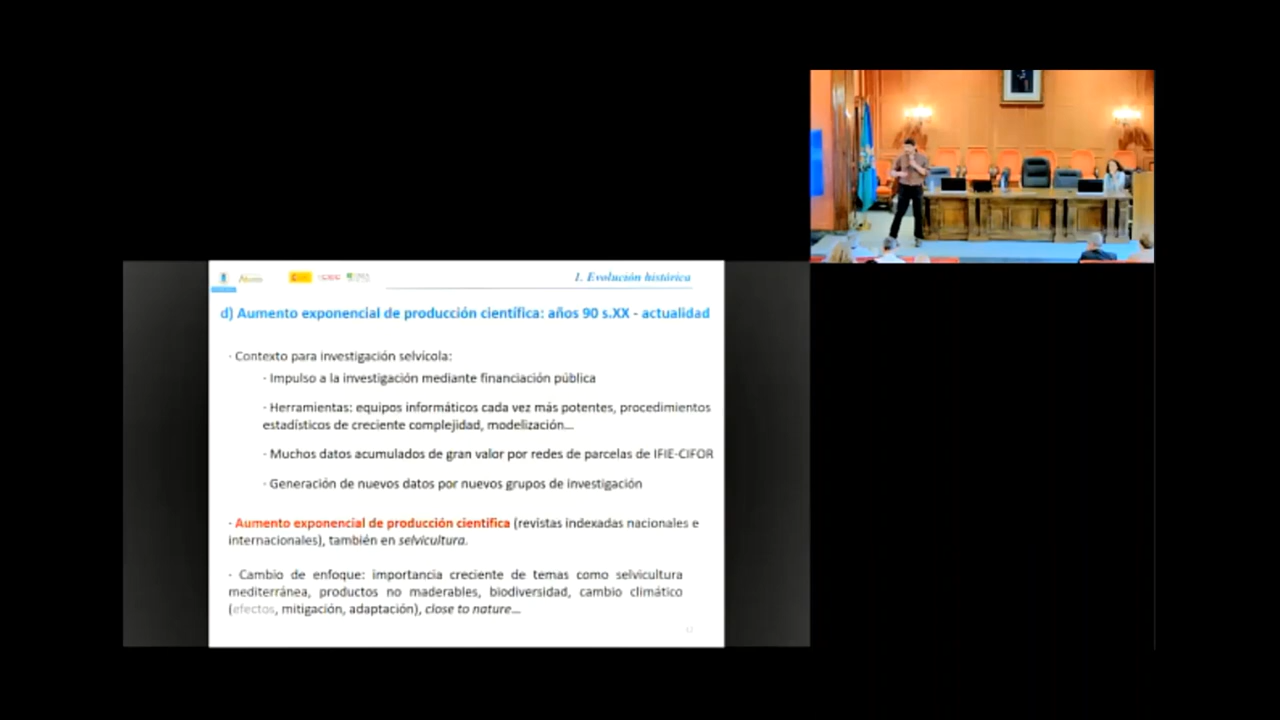 1. Evolución histórica
d) Aumento exponencial de producción científica: años 90 s.XX - actualidad
· Contexto para investigación selvícola:
· Impulso a la investigación mediante financiación pública
· Herramientas: equipos informáticos cada vez más potentes, procedimientos
estadísticos de creciente complejidad, modelización...
· Muchos datos acumulados de gran valor por redes de parcelas de IFIE-CIFOR
· Generación de nuevos datos por nuevos grupos de investigación
· Aumento exponencial de producción científica (revistas indexadas nacionales e
internacionales), también en selvicultura.
· Cambio de enfoque: importancia creciente de temas como selvicultura
mediterránea, productos no maderables, biodiversidad, cambio climático
(efectos, mitigación, adaptación), close to nature...